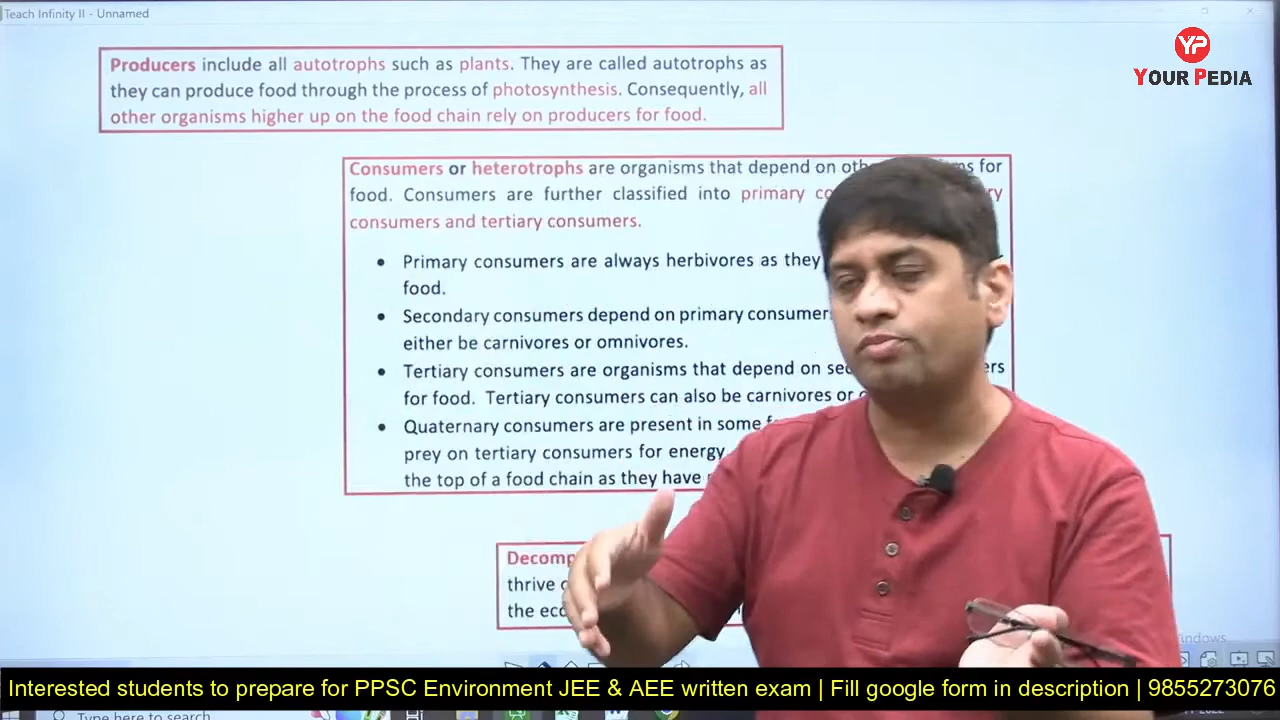 Teach Infinity II - Unnamed
YP
YOUR PEDIA
Producers include all autotrophs such as plants. They are called autotrophs as
they can produce food through the process of photosynthesis. Consequently, all
other organisms higher up on the food chain rely on producers for food.
Consumers or heterotrophs are organisms that depend on for
food. Consumers are further classified into primary
consumers and tertiary consumers.
• Primary consumers are always herbivores as they
food.
• Secondary consumers depend on primary
either be carnivores or omnivores.
• Tertiary consumers are organisms that depend on
for food. Tertiary consumers can also be carnivores or
• Quaternary consumers are present in some
prey on tertiary consumers for energy
the top of a food chain as they have
thrive
the
Interested students to prepare for PPSC Environment JEE & AEE written exam | Fill google form in description | 9855273076
Type here to search